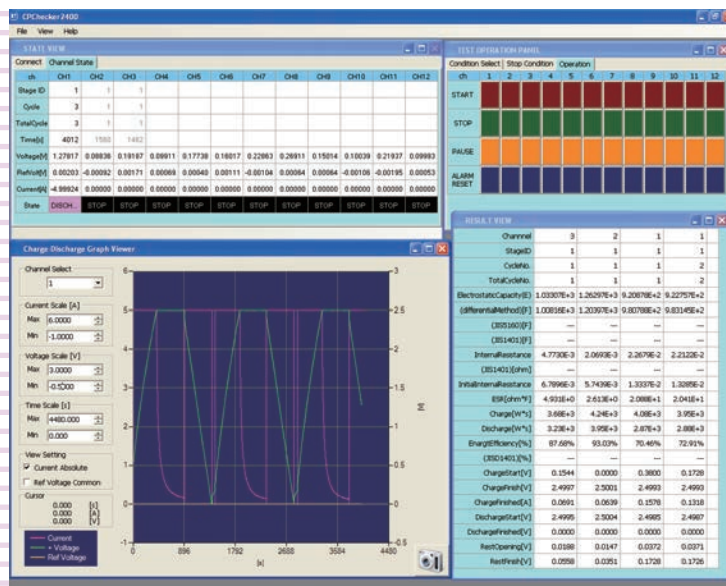 CPChecker2400
File View Help
STATE VIEW
Connect Channel State
ch CH1 CH2 CH3 CH4 CH5 CH6 CH7 CH8 CH9 CH10 CH11 CH12
Stage ID 1 1 1
Cycle 3 1 1
TotalCycle 3 1 1
Time[s] 4012 1560 1482
Voltage[V] 1.27817 0.08836 0.19187 0.09911 0.17738 0.16017 0.22863 0.26911 0.15014 0.10039 0.21937 0.09983
RefVolt[V] 0.00203 -0.00092 0.00171 0.00069 0.00040 0.00111 -0.00104 0.00084 0.00064 -0.00106 -0.00195 0.00053
Current[A] -4.99924 0.00000 0.00000 0.00000 0.00000 0.00000 0.00000 0.00000 0.00000 0.00000 0.00000 0.00000
State DISCH... STOP STOP STOP STOP STOP STOP STOP STOP STOP STOP STOP
TEST OPERATION PANEL
Condition Select Stop Condition Operation
ch 1 2 3 4 5 6 7 8 9 10 11 12
START
STOP
PAUSE
ALARM
RESET
Charge Discharge Graph Viewer
Channel Select
1
Current Scale [A]
Max 6.0000
Min -1.0000
Voltage Scale [V]
Max 3.0000
Min -0.5000
Time Scale [s]
Max 4480.000
Min 0.000
View Setting
Current Absolute
Ref Voltage Common
Cursor
0.000 [s]
0.000 [A]
0.000 [V]
6 3
5 2.5
4 2
3 1.5
2 1
1 0.5
0 0
-1 -0.5
[V]
0 896 1792 2688 3584 4480
[s]
Current
+ Voltage
Ref Voltage
RESULT VIEW
Channel 3 2 1 1
StageID 1 1 1 1
CycleNo. 1 1 1 2
TotalCycleNo. 1 1 1 2
ElectrostaticCapacity(E) 1.03307E+3 1.26297E+3 9.20878E+2 9.22757E+2
(differentialMethod)[F] 1.00816E+3 1.20397E+3 9.80788E+2 9.83145E+2
(JIS5160)[F] --- --- --- ---
(JIS1401)[F] --- --- --- ---
InternalResistance 4.7730E-3 2.0693E-3 2.2679E-2 2.2122E-2
(JIS1401)[ohm] --- --- --- ---
InitialInternalResistance 6.7896E-3 5.7439E-3 1.3337E-2 1.3285E-2
ESR[ohm*F] 4.931E+0 2.613E+0 2.088E+1 2.041E+1
Charge[W*s] 3.68E+3 4.24E+3 4.08E+3 3.95E+3
Discharge[W*s] 3.23E+3 3.95E+3 2.87E+3 2.88E+3
EnargtEfficiency[%] 87.68% 93.03% 70.46% 72.91%
(JISD1401)[%] --- --- --- ---
ChargeStart[V] 0.1544 0.0000 0.3800 0.1728
ChargeFinish[V] 2.4997 2.5001 2.4993 2.4993
ChargeFinished[A] 0.0691 0.0639 0.1578 0.1318
DischargeStart[V] 2.4995 2.5004 2.4985 2.4987
DischargeFinished[V] 0.0000 0.0000 0.0000 0.0000
RestOpening[V] 0.0188 0.0147 0.0372 0.0371
RestFinish[V] 0.0558 0.0351 0.1728 0.1726